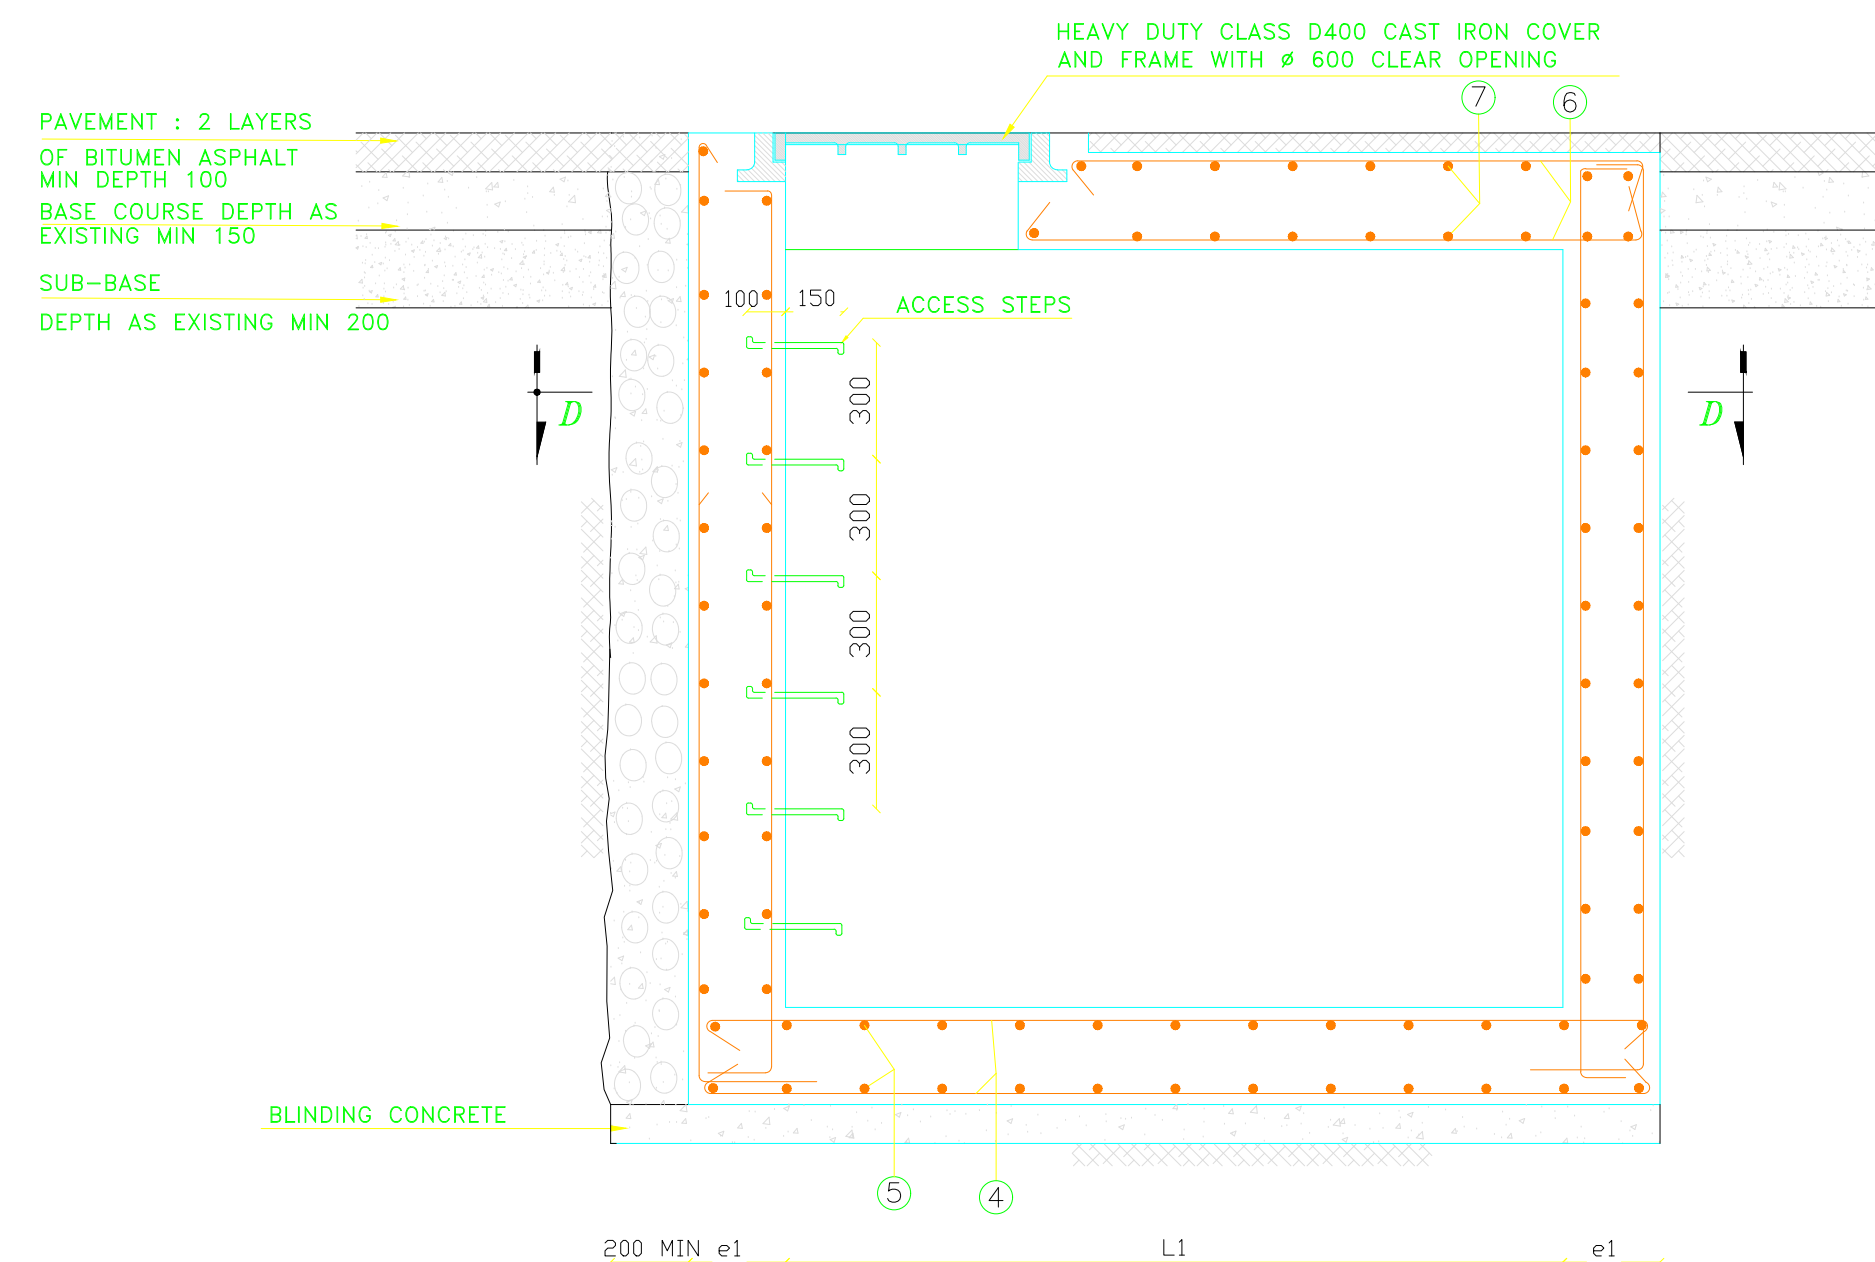 HEAVY DUTY CLASS D400 CAST IRON COVER
AND FRAME WITH ø 600 CLEAR OPENING
7
6
PAVEMENT : 2 LAYERS
OF BITUMEN ASPHALT
MIN DEPTH 100
BASE COURSE DEPTH AS
EXISTING MIN 150
SUB-BASE
DEPTH AS EXISTING MIN 200
100
150
ACCESS STEPS
300
300
300
300
D
D
BLINDING CONCRETE
5
4
200 MIN
e1
L1
e1